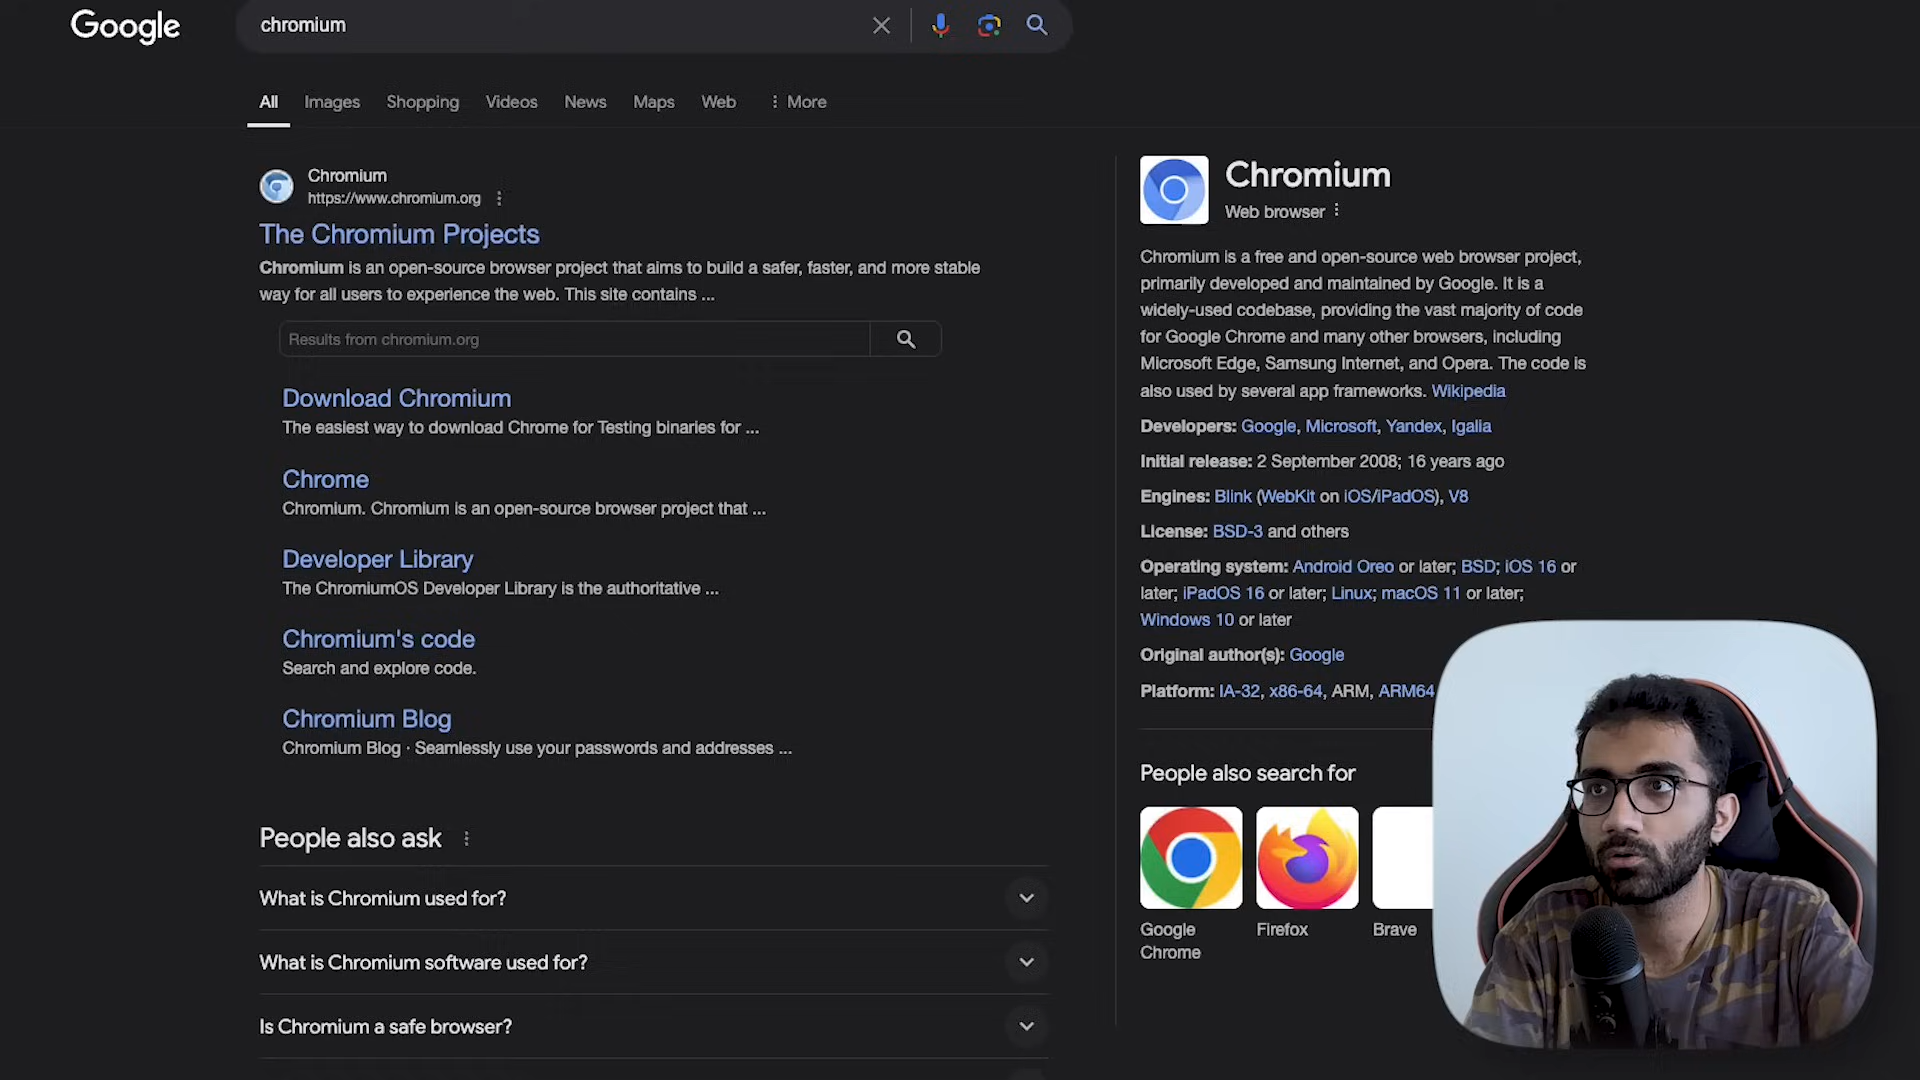 Google
chromium
All
Images
Shopping
Videos
News
Maps
Web
More
Chromium
https://www.chromium.org
The Chromium Projects
Chromium is an open-source browser project that aims to build a safer, faster, and more stable
way for all users to experience the web. This site contains ...
Results from chromium.org
Download Chromium
The easiest way to download Chrome for Testing binaries for ...
Chrome
Chromium. Chromium is an open-source browser project that ...
Developer Library
The ChromiumOS Developer Library is the authoritative ...
Chromium's code
Search and explore code.
Chromium Blog
Chromium Blog · Seamlessly use your passwords and addresses ...
People also ask
What is Chromium used for?
What is Chromium software used for?
Is Chromium a safe browser?
Chromium
Web browser
Chromium is a free and open-source web browser project,
primarily developed and maintained by Google. It is a
widely-used codebase, providing the vast majority of code
for Google Chrome and many other browsers, including
Microsoft Edge, Samsung Internet, and Opera. The code is
also used by several app frameworks. Wikipedia
Developers: Google, Microsoft, Yandex, Igalia
Initial release: 2 September 2008; 16 years ago
Engines: Blink (WebKit on iOS/iPadOS), V8
License: BSD-3 and others
Operating system: Android Oreo or later; BSD; iOS 16 or
later; iPadOS 16 or later; Linux; macOS 11 or later;
Windows 10 or later
Original author(s): Google
Platform: IA-32, x86-64, ARM, ARM64
People also search for
Google
Chrome
Firefox
Brave